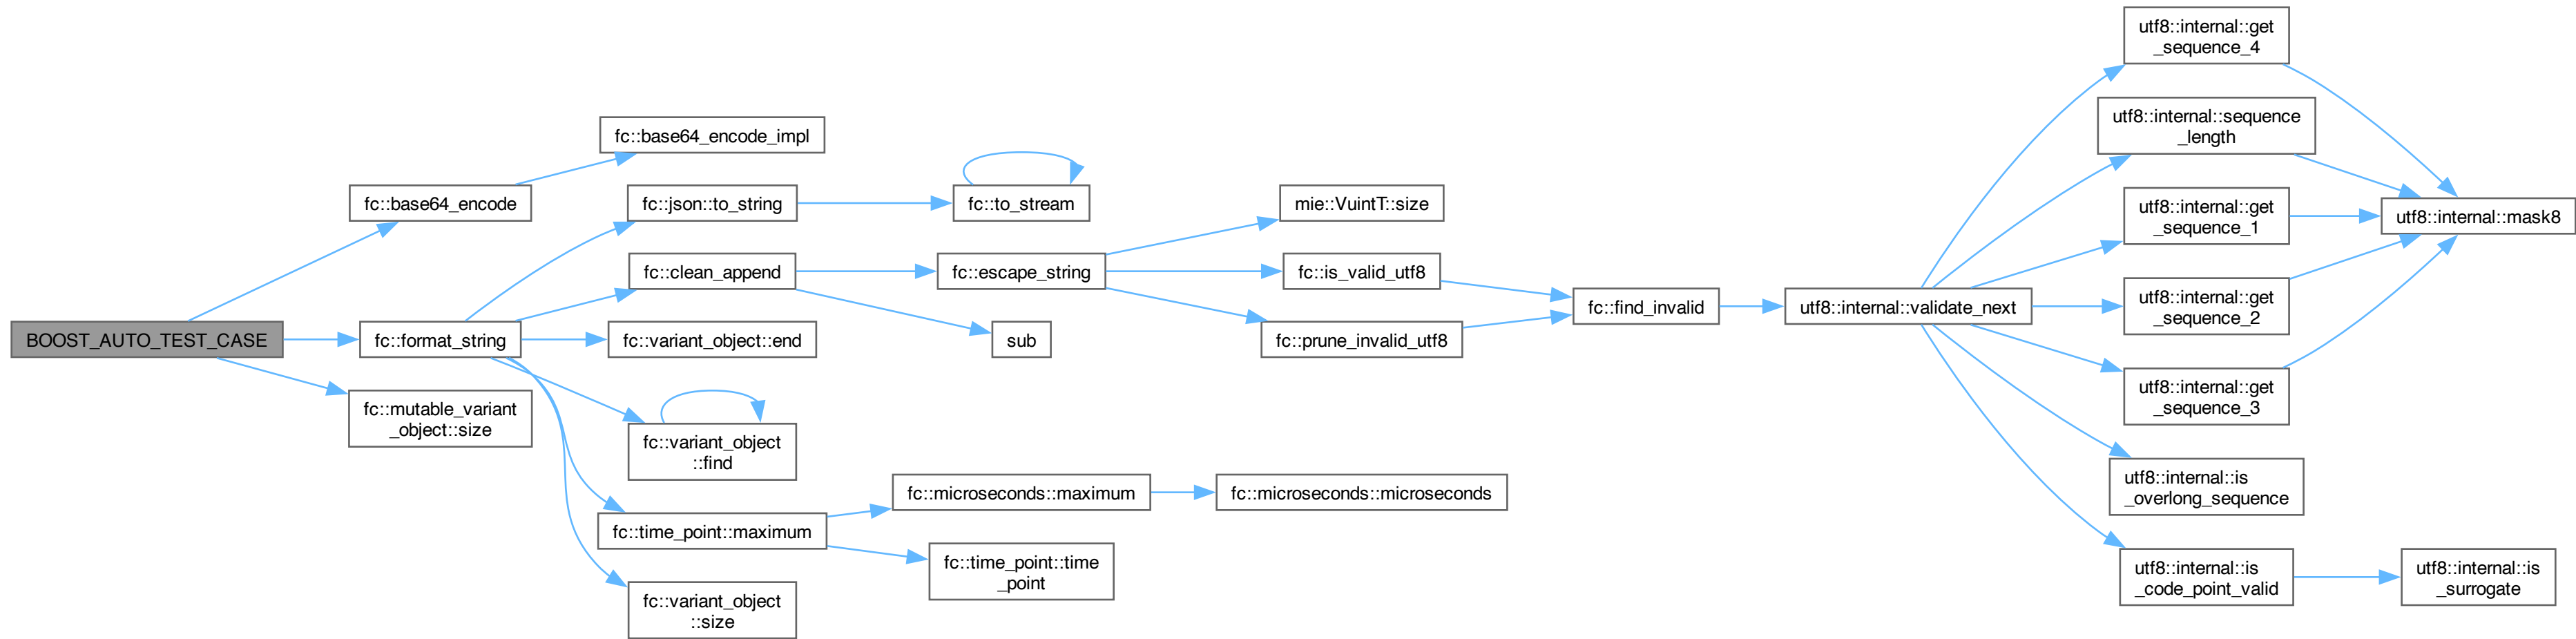 BOOST_AUTO_TEST_CASE
fc::base64_encode
fc::base64_encode_impl
fc::format_string
fc::json::to_string
fc::to_stream
fc::clean_append
fc::escape_string
mie::VuintT::size
fc::is_valid_utf8
fc::find_invalid
utf8::internal::validate_next
utf8::internal::get
_sequence_4
utf8::internal::mask8
utf8::internal::sequence
_length
utf8::internal::get
_sequence_1
utf8::internal::get
_sequence_2
utf8::internal::get
_sequence_3
utf8::internal::is
_overlong_sequence
utf8::internal::is
_code_point_valid
utf8::internal::is
_surrogate
fc::prune_invalid_utf8
sub
fc::variant_object::end
fc::variant_object
::find
fc::time_point::maximum
fc::microseconds::maximum
fc::microseconds::microseconds
fc::time_point::time
_point
fc::variant_object
::size
fc::mutable_variant
_object::size